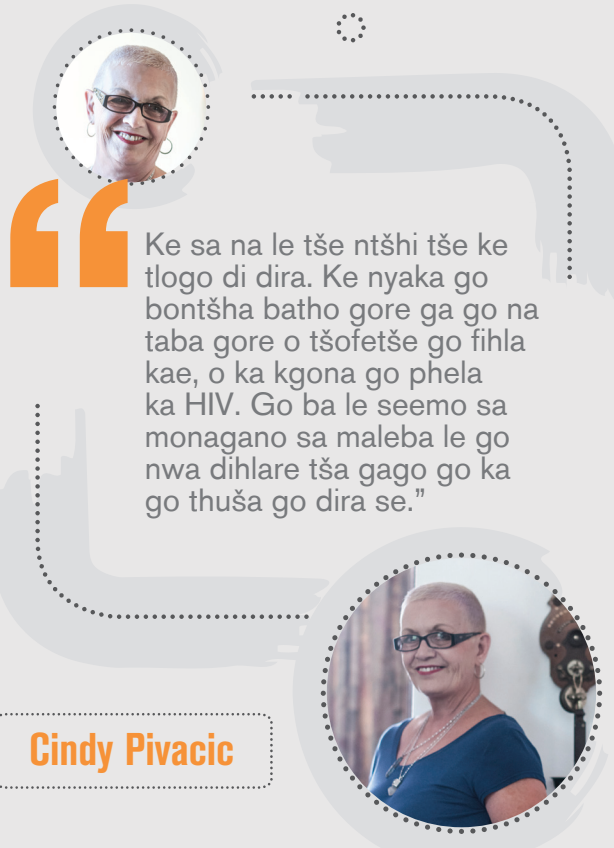 “
Ke sa na le tše ntšhi tše ke
tlogo di dira. Ke nyaka go
bontšha batho gore ga go na
taba gore o tšofetše go fihla
kae, o ka kgona go phela
ka HIV. Go ba le seemo sa
monagano sa maleba le go
nwa dihlare tša gago go ka
go thuša go dira se.”
Cindy Pivacic